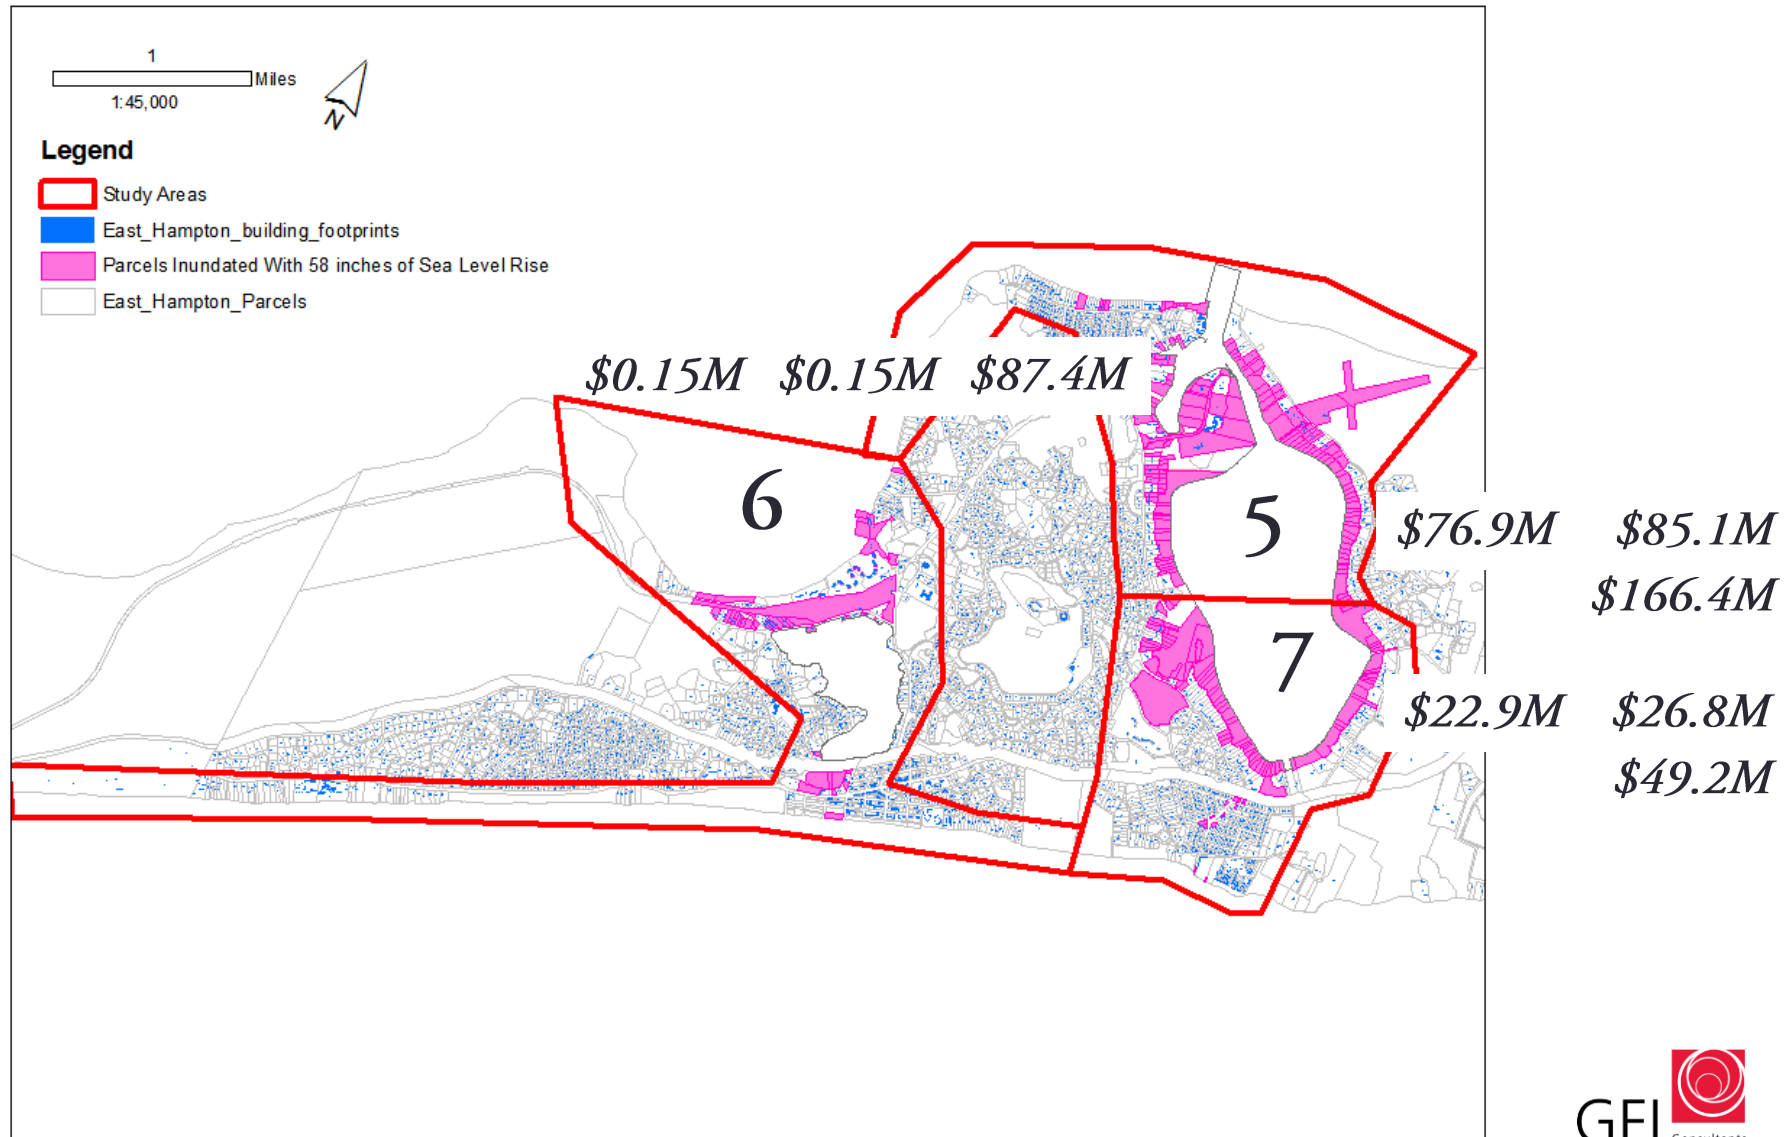 1
Miles
1:45,000
N
Legend
Study Areas
East_Hampton_building_footprints
Parcels Inundated With 58 inches of Sea Level Rise
East_Hampton_Parcels
$0.15M $0.15M $87.4M
6
5
$76.9M $85.1M
$166.4M
7
$22.9M $26.8M
$49.2M
GEI
Consultants